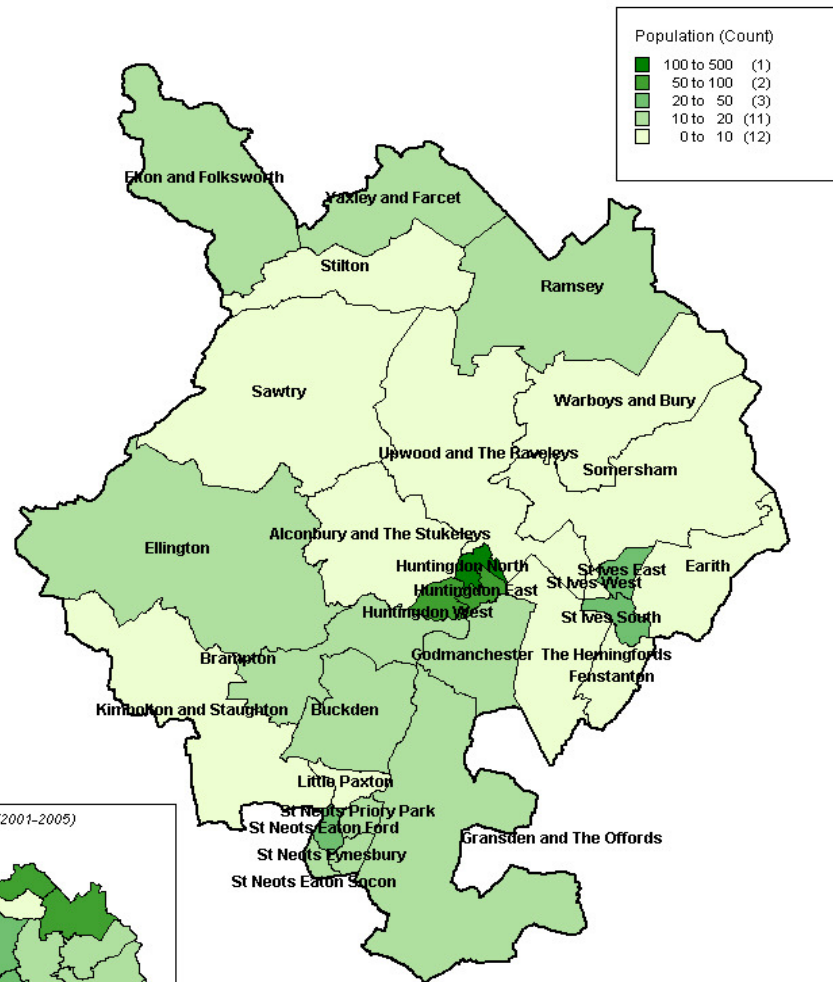 Population (Count)
100 to 500 (1)
50 to 100 (2)
20 to 50 (3)
10 to 20 (11)
0 to 10 (12)
Elton and Folksworth
Yaxley and Farcet
Stilton
Ramsey
Sawtry
Warboys and Bury
Upwood and The Raveleys
Somersham
Alconbury and The Stukeleys
Ellington
Huntingdon North
St Ives East
Earith
St Ives West
Huntingdon East
Huntingdon West
St Ives South
Brampton
Godmanchester
The Hemingfords
Fenstanton
Kimbolton and Staughton
Buckden
Little Paxton
St Neots Priory Park
(2001-2005)
St Neots Eaton Ford
Gransden and The Offords
St Neots Eynesbury
St Neots Eaton Socon